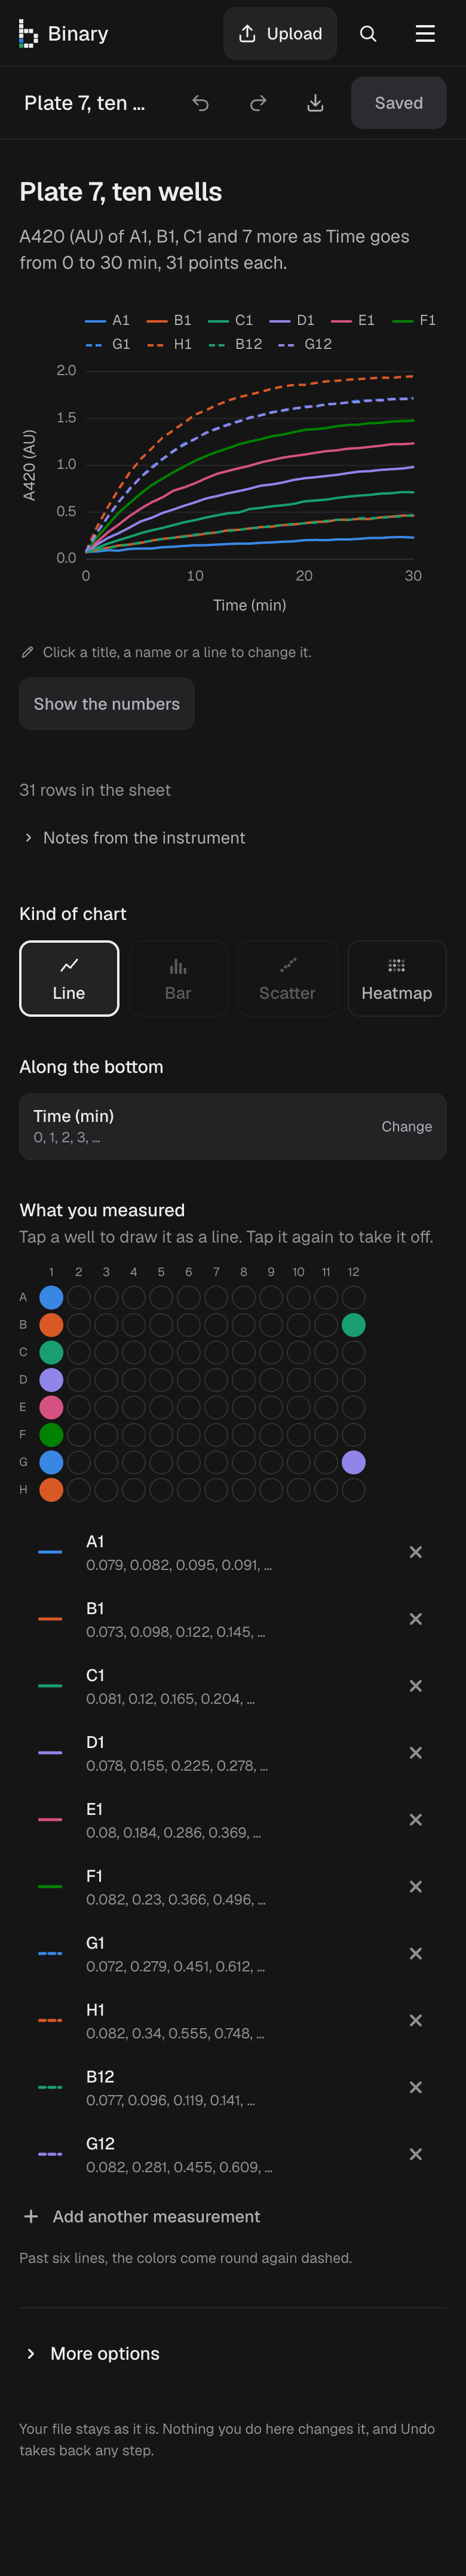 Binary
Upload
Plate 7, ten ...
Saved
Plate 7, ten wells
A420 (AU) of A1, B1, C1 and 7 more as Time goes
from 0 to 30 min, 31 points each.
A1 B1 C1 D1 E1 F1
G1 H1 B12 G12
2.0
1.5
1.0
0.5
0.0
A420 (AU)
0 10 20 30
Time (min)
Click a title, a name or a line to change it.
Show the numbers
31 rows in the sheet
Notes from the instrument
Kind of chart
Line Bar Scatter Heatmap
Along the bottom
Time (min)
0, 1, 2, 3, ...
Change
What you measured
Tap a well to draw it as a line. Tap it again to take it off.
1 2 3 4 5 6 7 8 9 10 11 12
A
B
C
D
E
F
G
H
A1
0.079, 0.082, 0.095, 0.091, ...
B1
0.073, 0.098, 0.122, 0.145, ...
C1
0.081, 0.12, 0.165, 0.204, ...
D1
0.078, 0.155, 0.225, 0.278, ...
E1
0.08, 0.184, 0.286, 0.369, ...
F1
0.082, 0.23, 0.366, 0.496, ...
G1
0.072, 0.279, 0.451, 0.612, ...
H1
0.082, 0.34, 0.555, 0.748, ...
B12
0.077, 0.096, 0.119, 0.141, ...
G12
0.082, 0.281, 0.455, 0.609, ...
Add another measurement
Past six lines, the colors come round again dashed.
More options
Your file stays as it is. Nothing you do here changes it, and Undo
takes back any step.